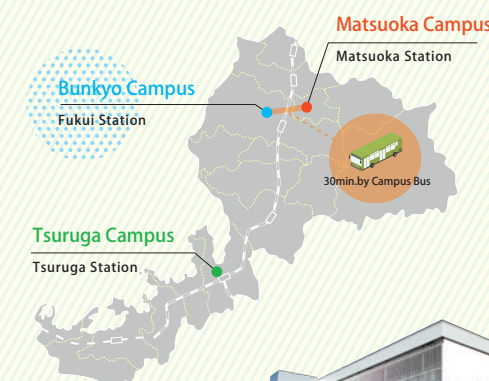 Matsuoka Campus
Matsuoka Station
Bunkyo Campus
Fukui Station
30min.by Campus Bus
Tsuruga Campus
Tsuruga Station